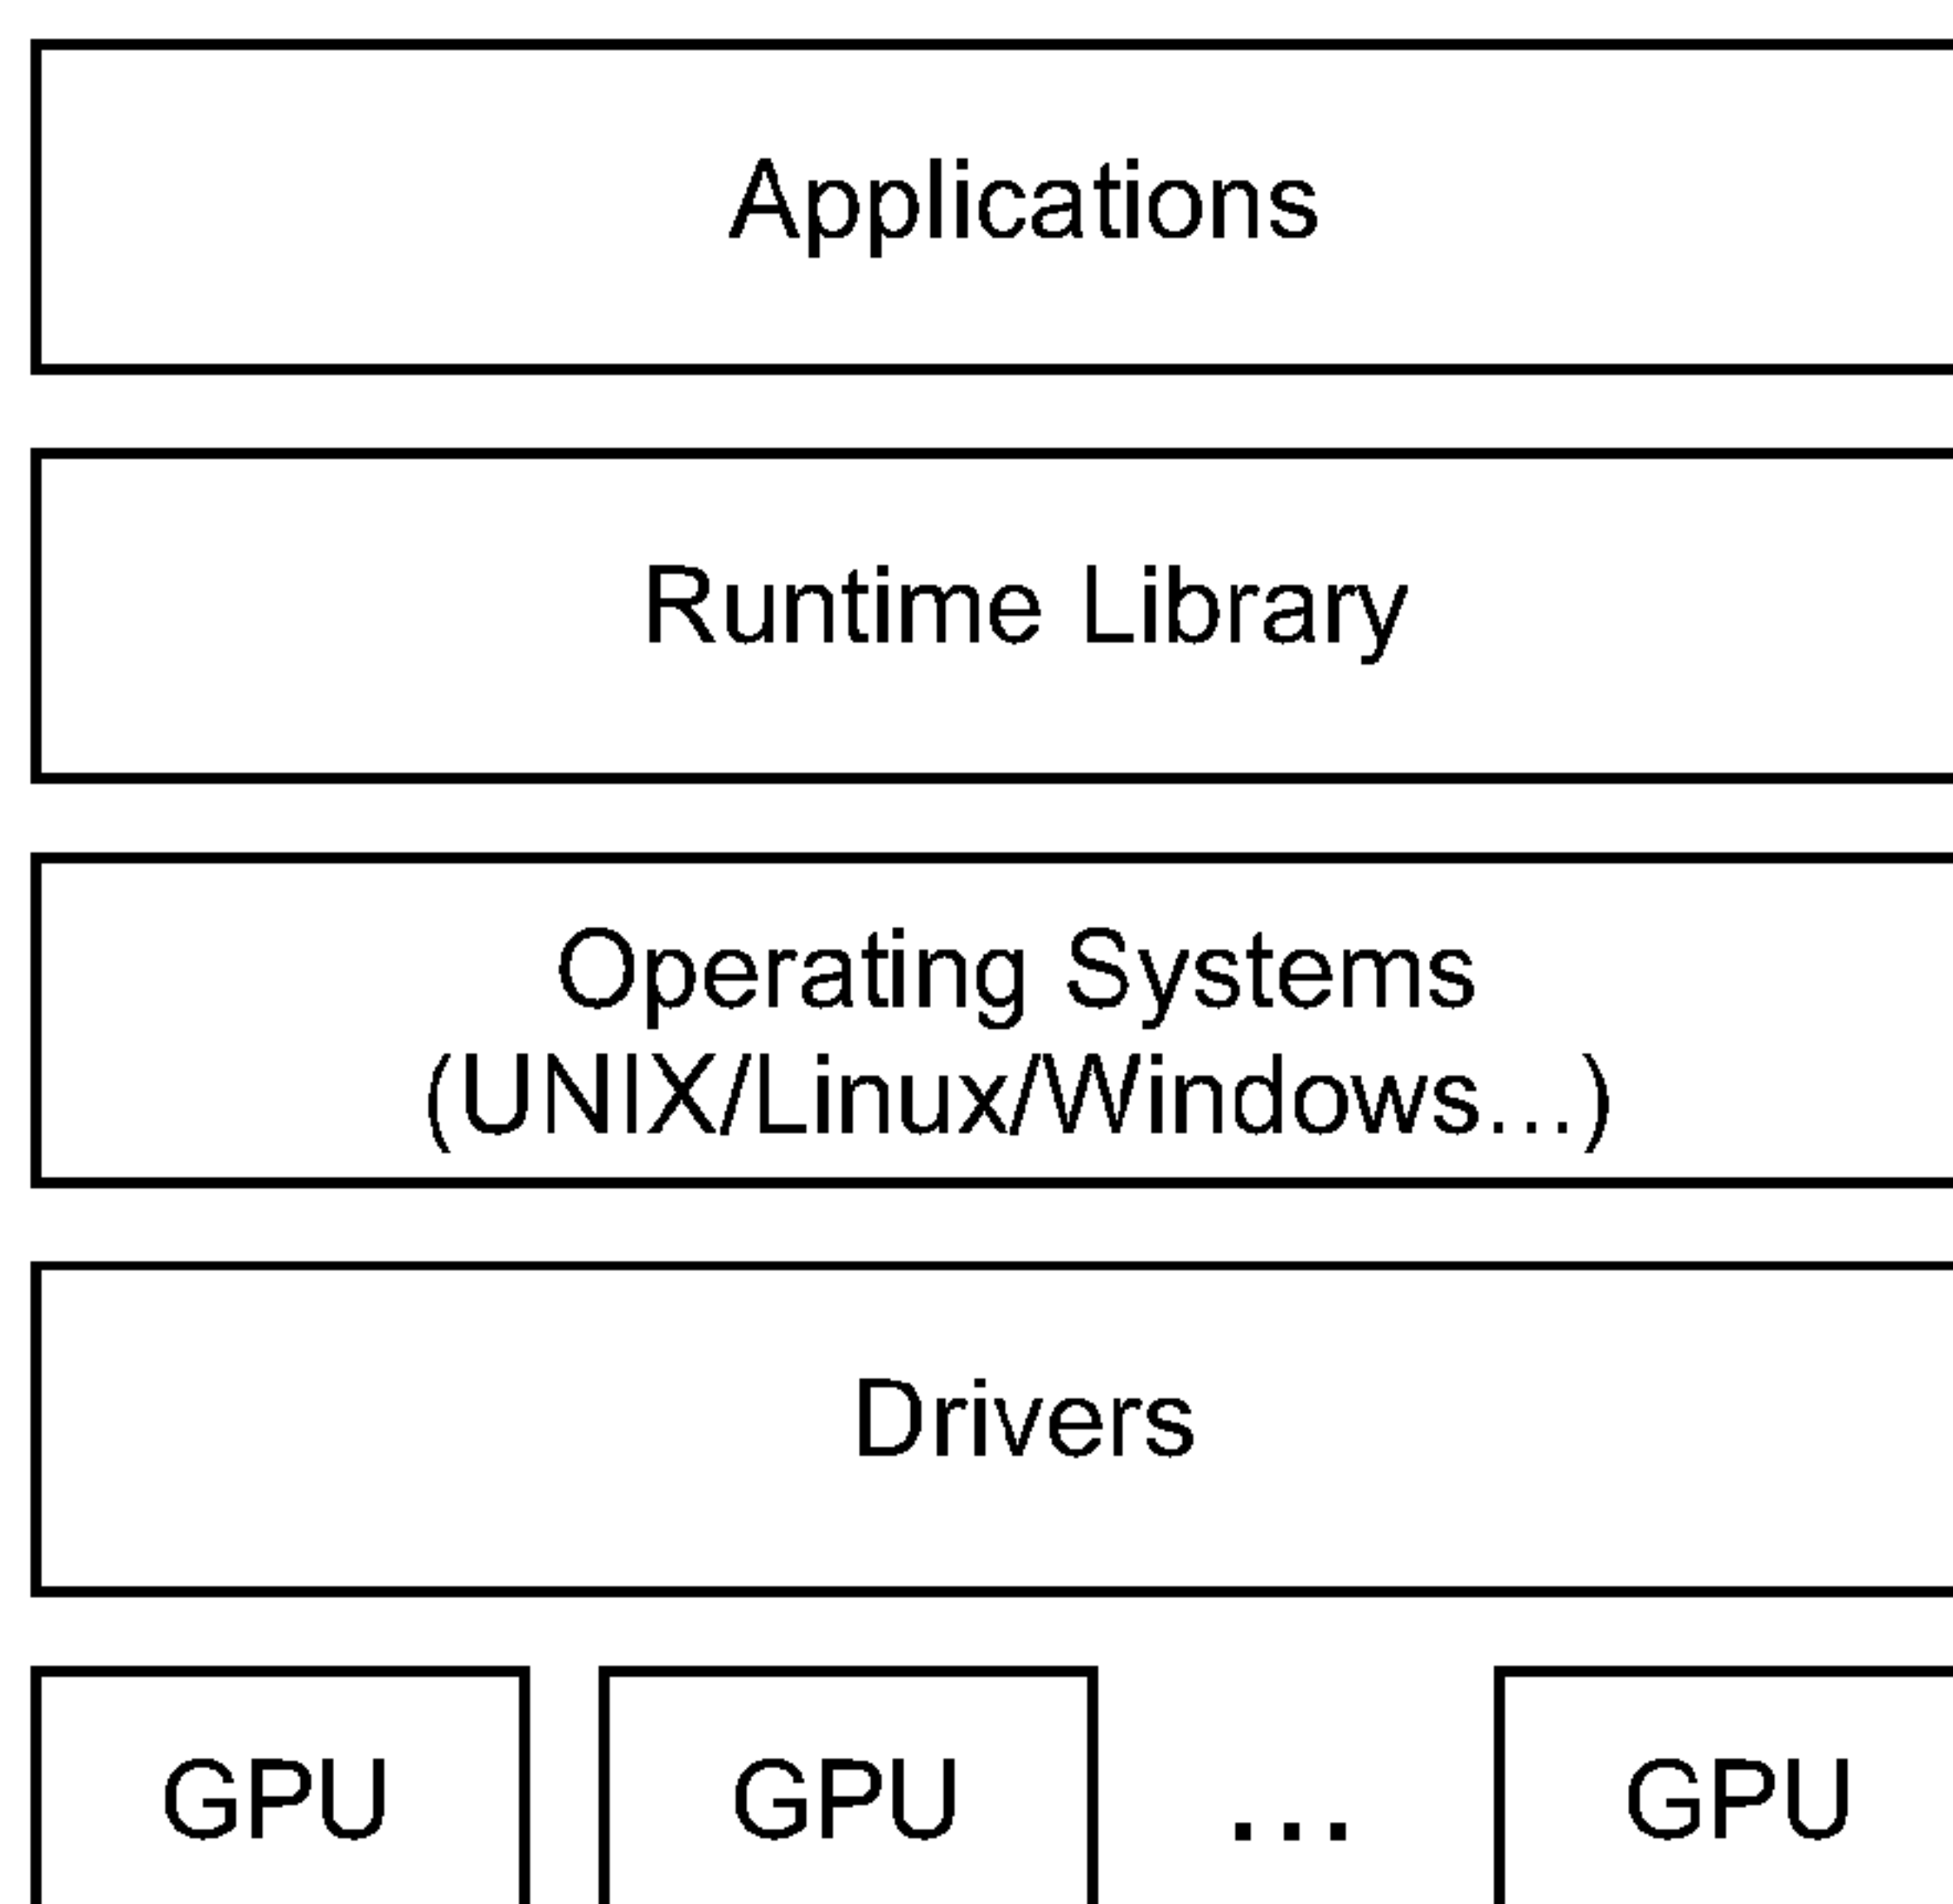 Applications
Runtime Library
Operating Systems
(UNIX/Linux/Windows...)
Drivers
GPU GPU ... GPU